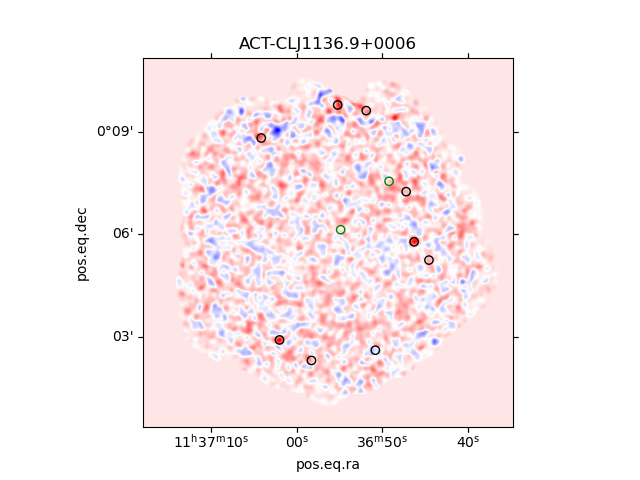 ACT-CLJ1136.9+0006
0°09'
06'
03'
11ʰ37ᵐ10ˢ 00ˢ 36ᵐ50ˢ 40ˢ
pos.eq.ra
pos.eq.dec